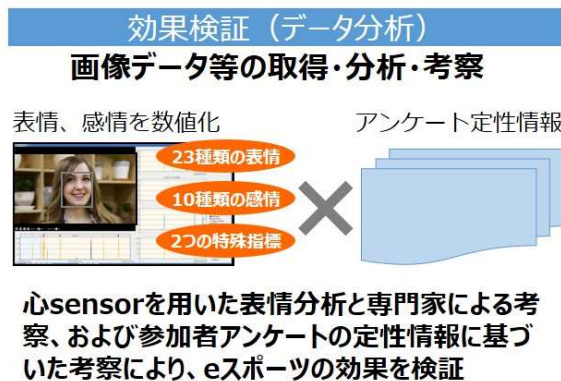 効果検証（データ分析）
画像データ等の取得・分析・考察
表情、感情を数値化
アンケート定性情報
23種類の表情
10種類の感情
2つの特殊指標
心sensorを用いた表情分析と専門家による考
察、および参加者アンケートの定性情報に基づ
いた考察により、eスポーツの効果を検証